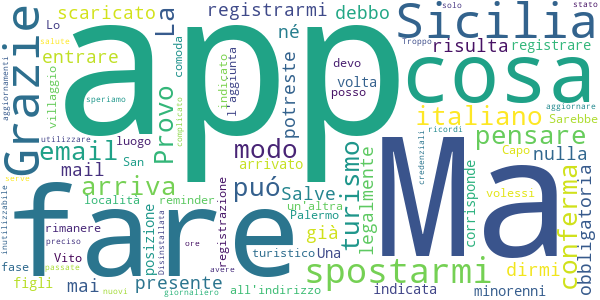 scaricato
registrarmi
debbo
Sicilia
Lo
La
né
solo
stato
Grazie
app
entrare
salute
comoda
indicato
l'aggiunta
potreste
Troppo
risulta
registrare
devo
cosa
aggiornamenti
villaggio
speriamo
Provo
volta
posso
italiano
aggiornare
Sarebbe
utilizzare
luogo
complicato
ricordi
pensare
email
San
arrivato
modo
turismo
legalmente
Ma
credenziali
Capo
nulla
mail
arriva
può
Salve
corrisponde
volessi
conferma
obbligatoria
fare
località
reminder
un'altra
già
inutilizzabile
serve
rimanere
posizione
Disinstallata
registrazione
Palermo
preciso
Vito
ore
turistico
Una
spostarmi
fase
passate
mai
presente
avere
dirmi
figli
nuovi
giornaliero
all'indirizzo
indicata
minorenni